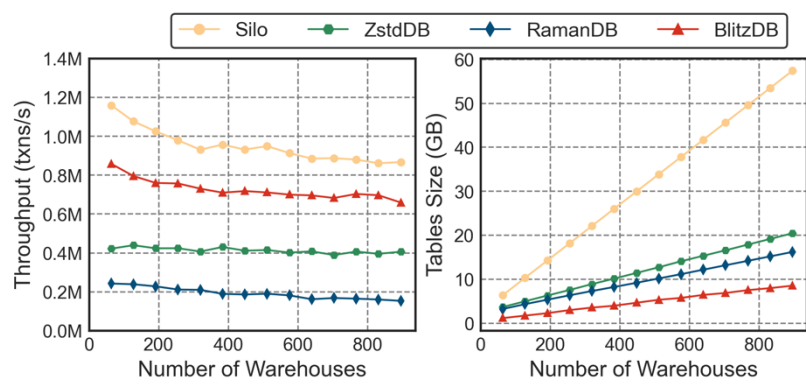 Silo ZstdDB RamanDB BlitzDB
Throughput (txns/s)
1.4M
1.2M
1.0M
0.8M
0.6M
0.4M
0.2M
0.0M
0 200 400 600 800
Number of Warehouses
Tables Size (GB)
60
50
40
30
20
10
0
0 200 400 600 800
Number of Warehouses